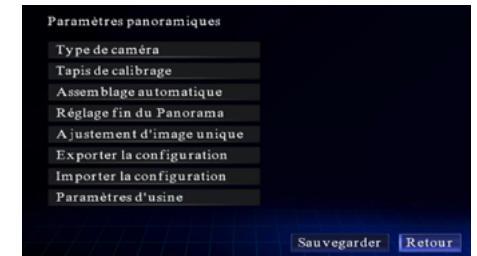 Paramètres panoramiques
Type de caméra
Tapis de calibrage
Assemblage automatique
Réglage fin du Panorama
Ajustement d'image unique
Exporter la configuration
Importer la configuration
Paramètres d'usine
Sauvegarder Retour